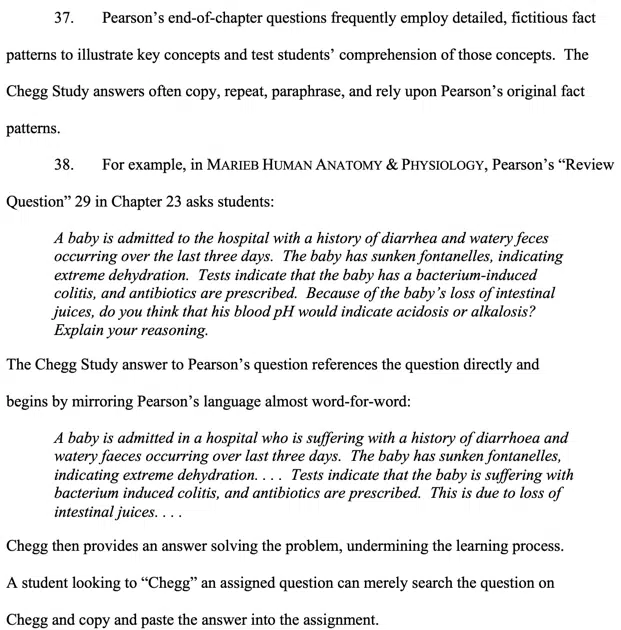 37. Pearson’s end-of-chapter questions frequently employ detailed, fictitious fact
patterns to illustrate key concepts and test students’ comprehension of those concepts. The
Chegg Study answers often copy, repeat, paraphrase, and rely upon Pearson’s original fact
patterns.
38. For example, in MARIEB HUMAN ANATOMY & PHYSIOLOGY, Pearson’s “Review
Question” 29 in Chapter 23 asks students:
A baby is admitted to the hospital with a history of diarrhea and watery feces
occurring over the last three days. The baby has sunken fontanelles, indicating
extreme dehydration. Tests indicate that the baby has a bacterium-induced
colitis, and antibiotics are prescribed. Because of the baby’s loss of intestinal
juices, do you think that his blood pH would indicate acidosis or alkalosis?
Explain your reasoning.
The Chegg Study answer to Pearson’s question references the question directly and
begins by mirroring Pearson’s language almost word-for-word:
A baby is admitted in a hospital who is suffering with a history of diarrhoea and
watery faeces occurring over last three days. The baby has sunken fontanelles,
indicating extreme dehydration. . . . Tests indicate that the baby is suffering with
bacterium induced colitis, and antibiotics are prescribed. This is due to loss of
intestinal juices. . . .
Chegg then provides an answer solving the problem, undermining the learning process.
A student looking to “Chegg” an assigned question can merely search the question on
Chegg and copy and paste the answer into the assignment.